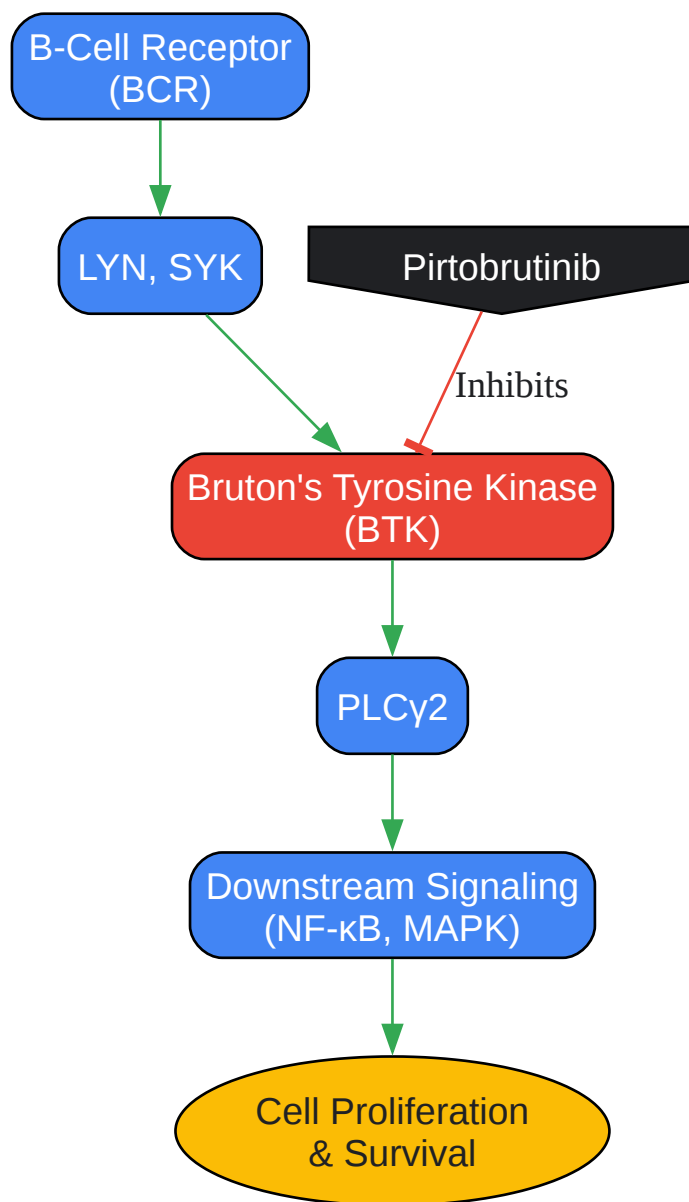 B-Cell Receptor
(BCR)
LYN, SYK
Pirtobrutinib
Inhibits
Bruton's Tyrosine Kinase
(BTK)
PLCγ2
Downstream Signaling
(NF-κB, MAPK)
Cell Proliferation
& Survival